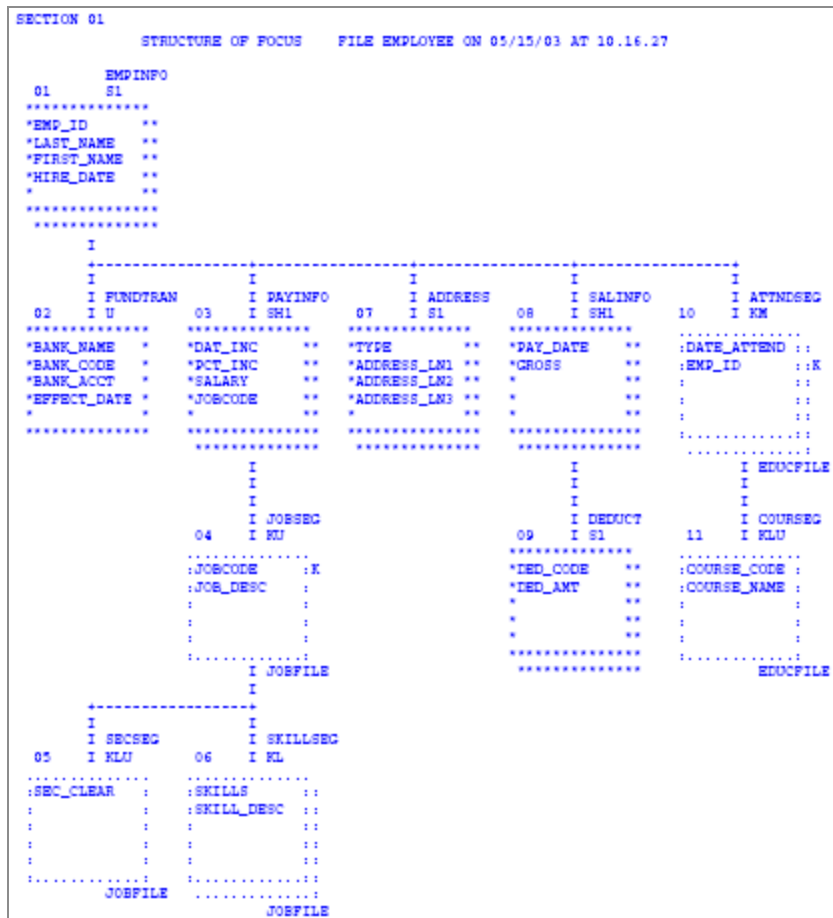 SECTION 01
STRUCTURE OF FOCUS    FILE EMPLOYEE ON 05/15/03 AT 10.16.27
         EMPINFO
 01      S1
**************
*EMP_ID      **
*LAST_NAME   **
*FIRST_NAME  **
*HIRE_DATE   **
*            **
***************
 **************
       I
       +-----------------+-----------------+-----------------+-----------------+
       I                 I                 I                 I                 I
       I FUNDTRAN        I PAYINFO         I ADDRESS         I SALINFO         I ATTNDSEG
 02    I U         03    I SH1       07    I S1        08    I SH1       10    I KM
**************    **************    **************    **************    ..............
*BANK_NAME   *    *DAT_INC     **   *TYPE        **   *PAY_DATE    **   :DATE_ATTEND ::
*BANK_CODE   *    *PCT_INC     **   *ADDRESS_LN1 **   *GROSS       **   :EMP_ID      ::K
*BANK_ACCT   *    *SALARY      **   *ADDRESS_LN2 **   *            **   :            ::
*EFFECT_DATE *    *JOBCODE     **   *ADDRESS_LN3 **   *            **   :            ::
*            *    *            **   *            **   *            **   :            ::
**************    ***************   ***************   ***************   :............::
                   **************    **************    **************    .............:
                         I                                   I                 I EDUCFILE
                         I                                   I                 I
                         I                                   I                 I
                         I JOBSEG                            I DEDUCT          I COURSEG
                   04    I KU                          09    I S1        11    I KLU
                  ..............                      **************    ..............
                  :JOBCODE     :K                     *DED_CODE    **   :COURSE_CODE :
                  :JOB_DESC    :                      *DED_AMT     **   :COURSE_NAME :
                  :            :                      *            **   :            :
                  :            :                      *            **   :            :
                  :            :                      *            **   :            :
                  :............:                      ***************   :............:
                         I JOBFILE                     **************            EDUCFILE
                         I
       +-----------------+
       I                 I
       I SECSEG          I SKILLSEG
 05    I KLU       06    I KL
..............    ..............
:SEC_CLEAR   :    :SKILLS      ::
:            :    :SKILL_DESC  ::
:            :    :            ::
:            :    :            ::
:            :    :            ::
:............:    :............::
         JOBFILE   .............:
                           JOBFILE